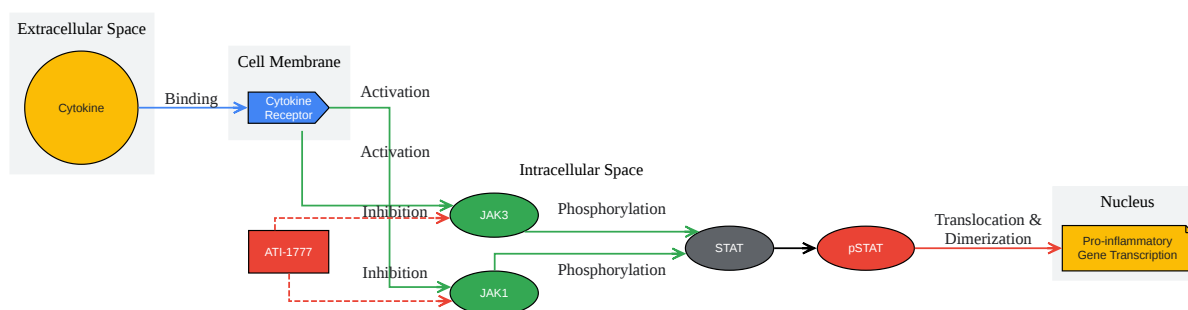 Extracellular Space
Cytokine
Binding
Cell Membrane
Cytokine
Receptor
Activation
Activation
Intracellular Space
Inhibition
JAK3
Phosphorylation
ATI-1777
Inhibition
JAK1
Phosphorylation
STAT
pSTAT
Translocation &
Dimerization
Nucleus
Pro-inflammatory
Gene Transcription